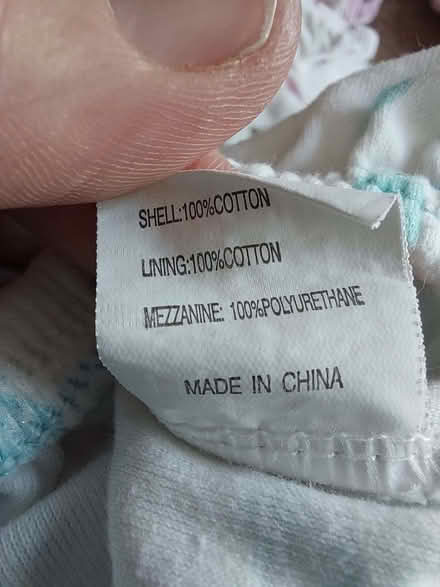 SHELL:100%COTTON
LINING:100%COTTON
MEZZANINE: 100%POLYURETHANE
MADE IN CHINA